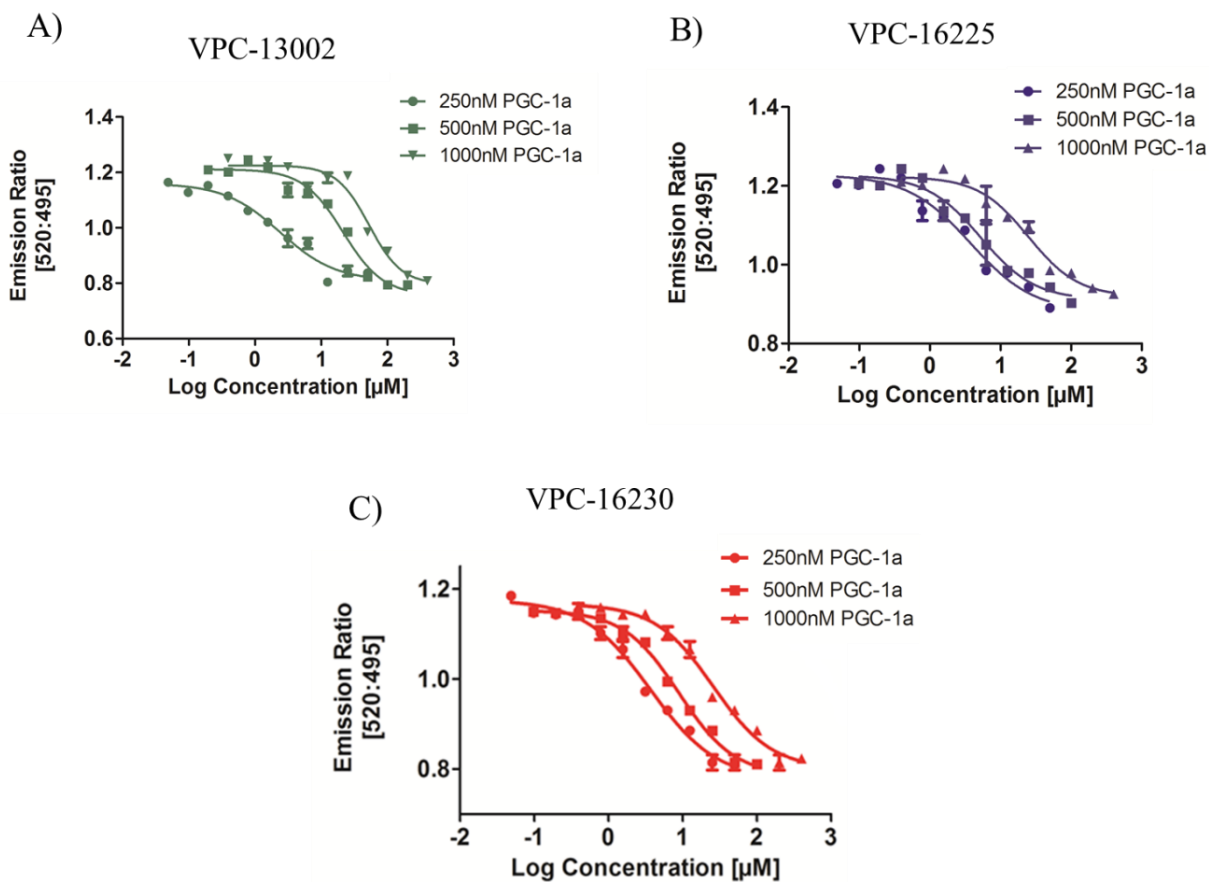 A)
VPC-13002
250nM PGC-1a
500nM PGC-1a
1000nM PGC-1a
1.4
1.2
1.0
0.8
0.6
Emission Ratio
[520:495]
-2 -1 0 1 2 3
Log Concentration [µM]
B)
VPC-16225
250nM PGC-1a
500nM PGC-1a
1000nM PGC-1a
1.4
1.2
1.0
0.8
Emission Ratio
[520:495]
-2 -1 0 1 2 3
Log Concentration [µM]
C)
VPC-16230
250nM PGC-1a
500nM PGC-1a
1000nM PGC-1a
1.2
1.0
0.8
Emission Ratio
[520:495]
-2 -1 0 1 2 3
Log Concentration [µM]